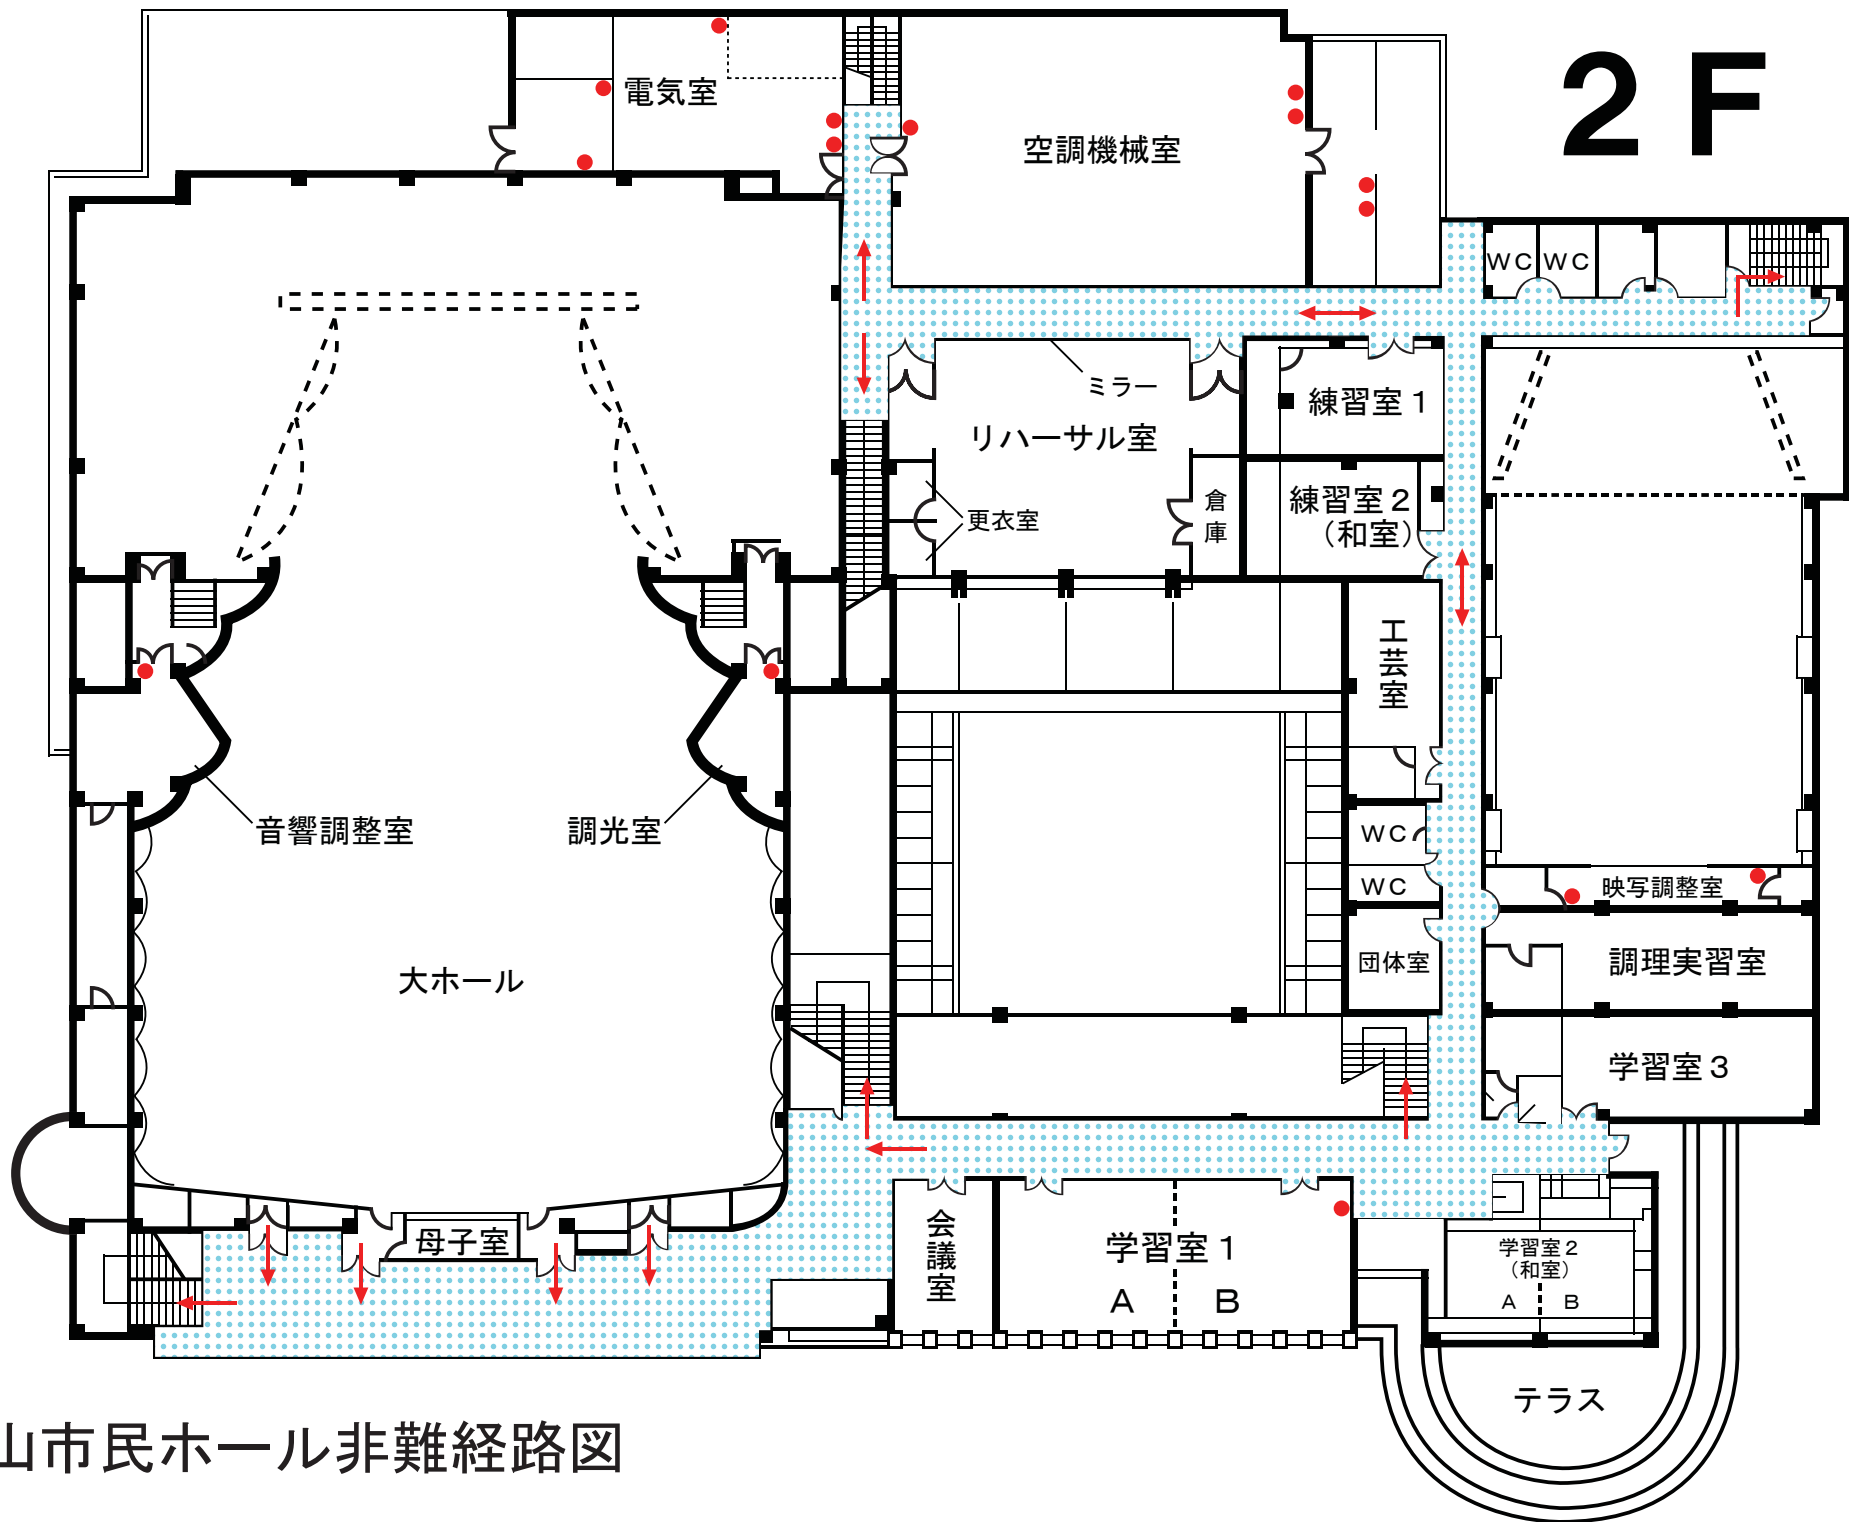 ２Ｆ
電気室
空調機械室
ＷＣ
ＷＣ
ミラー
練習室１
リハーサル室
練習室２
（和室）
倉庫
更衣室
工芸室
音響調整室
調光室
ＷＣ
ＷＣ
映写調整室
団体室
調理実習室
大ホール
学習室３
母子室
会議室
学習室１
Ａ
Ｂ
学習室２
（和室）
Ａ
Ｂ
テラス
山市民ホール非難経路図